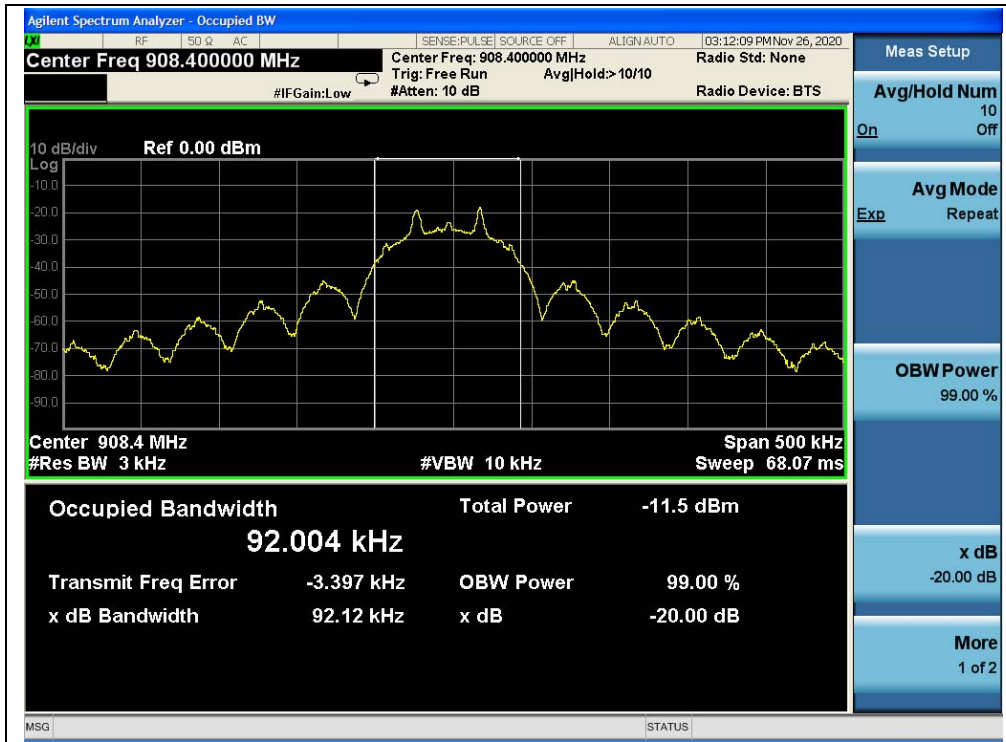 Agilent Spectrum Analyzer - Occupied BW
LXI RF 50 Ω AC SENSE:PULSE SOURCE OFF ALIGN AUTO 03:12:09 PM Nov 26, 2020
Center Freq 908.400000 MHz Center Freq: 908.400000 MHz Radio Std: None
Trig: Free Run Avg|Hold:>10/10
#IFGain:Low #Atten: 10 dB Radio Device: BTS
10 dB/div Ref 0.00 dBm
Log
-10.0
-20.0
-30.0
-40.0
-50.0
-60.0
-70.0
-80.0
-90.0
Center 908.4 MHz Span 500 kHz
#Res BW 3 kHz #VBW 10 kHz Sweep 68.07 ms
Occupied Bandwidth Total Power -11.5 dBm
92.004 kHz
Transmit Freq Error -3.397 kHz OBW Power 99.00 %
x dB Bandwidth 92.12 kHz x dB -20.00 dB
Meas Setup
Avg/Hold Num
10
On Off
Avg Mode
Exp Repeat
OBW Power
99.00 %
x dB
-20.00 dB
More
1 of 2
MSG STATUS